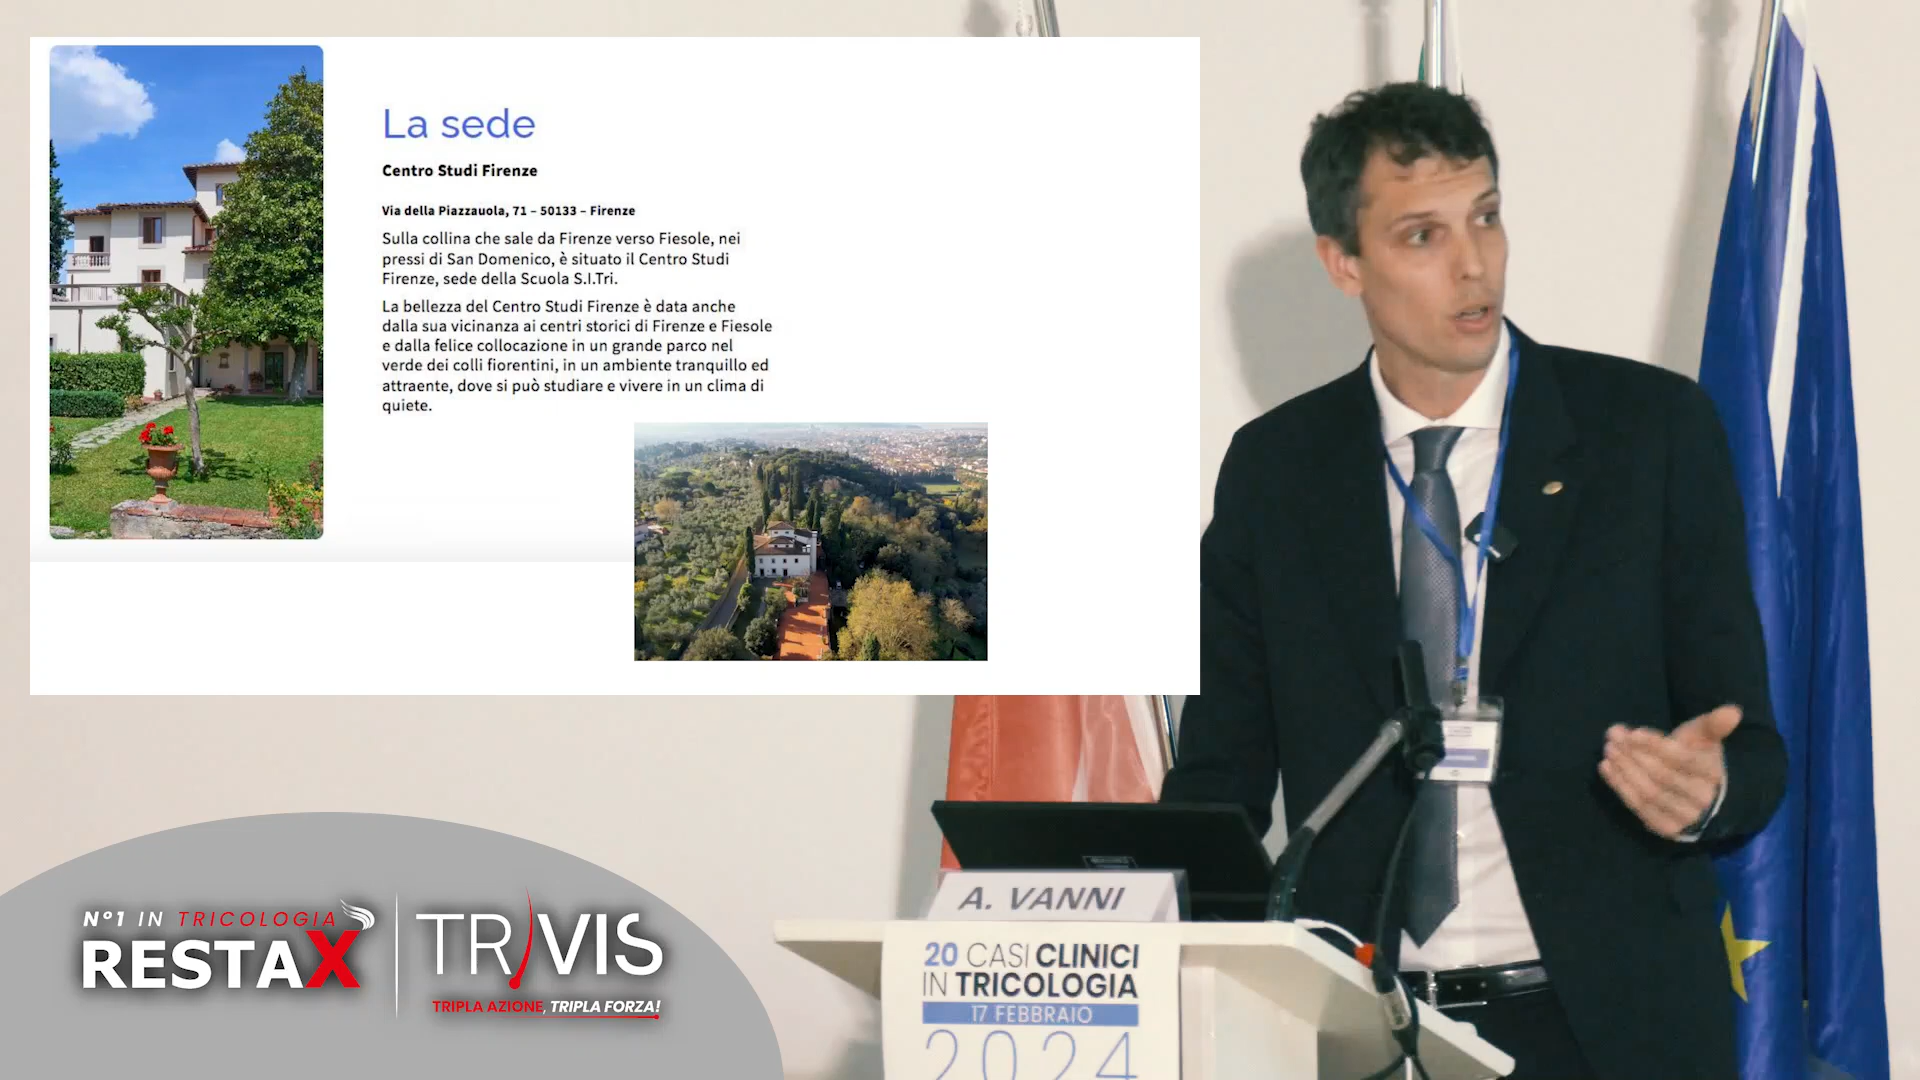 La sede
Centro Studi Firenze
Via della Piazzauola, 71 – 50133 – Firenze
Sulla collina che sale da Firenze verso Fiesole, nei
pressi di San Domenico, è situato il Centro Studi
Firenze, sede della Scuola S.I.Tri.
La bellezza del Centro Studi Firenze è data anche
dalla sua vicinanza ai centri storici di Firenze e Fiesole
e dalla felice collocazione in un grande parco nel
verde dei colli fiorentini, in un ambiente tranquillo ed
attraente, dove si può studiare e vivere in un clima di
quiete.
N°1 IN TRICOLOGIA
RESTAX
TRIVIS
TRIPLA AZIONE, TRIPLA FORZA!
A. VANNI
20 CASI CLINICI
IN TRICOLOGIA
17 FEBBRAIO
2024